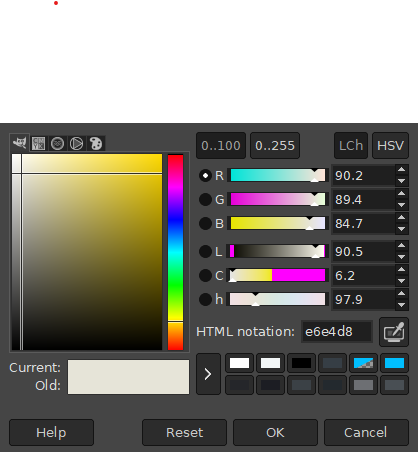 0..100 0..255 LCh HSV
R 90.2
G 89.4
B 84.7
L 90.5
C 6.2
h 97.9
HTML notation: e6e4d8
Current:
Old:
Help Reset OK Cancel